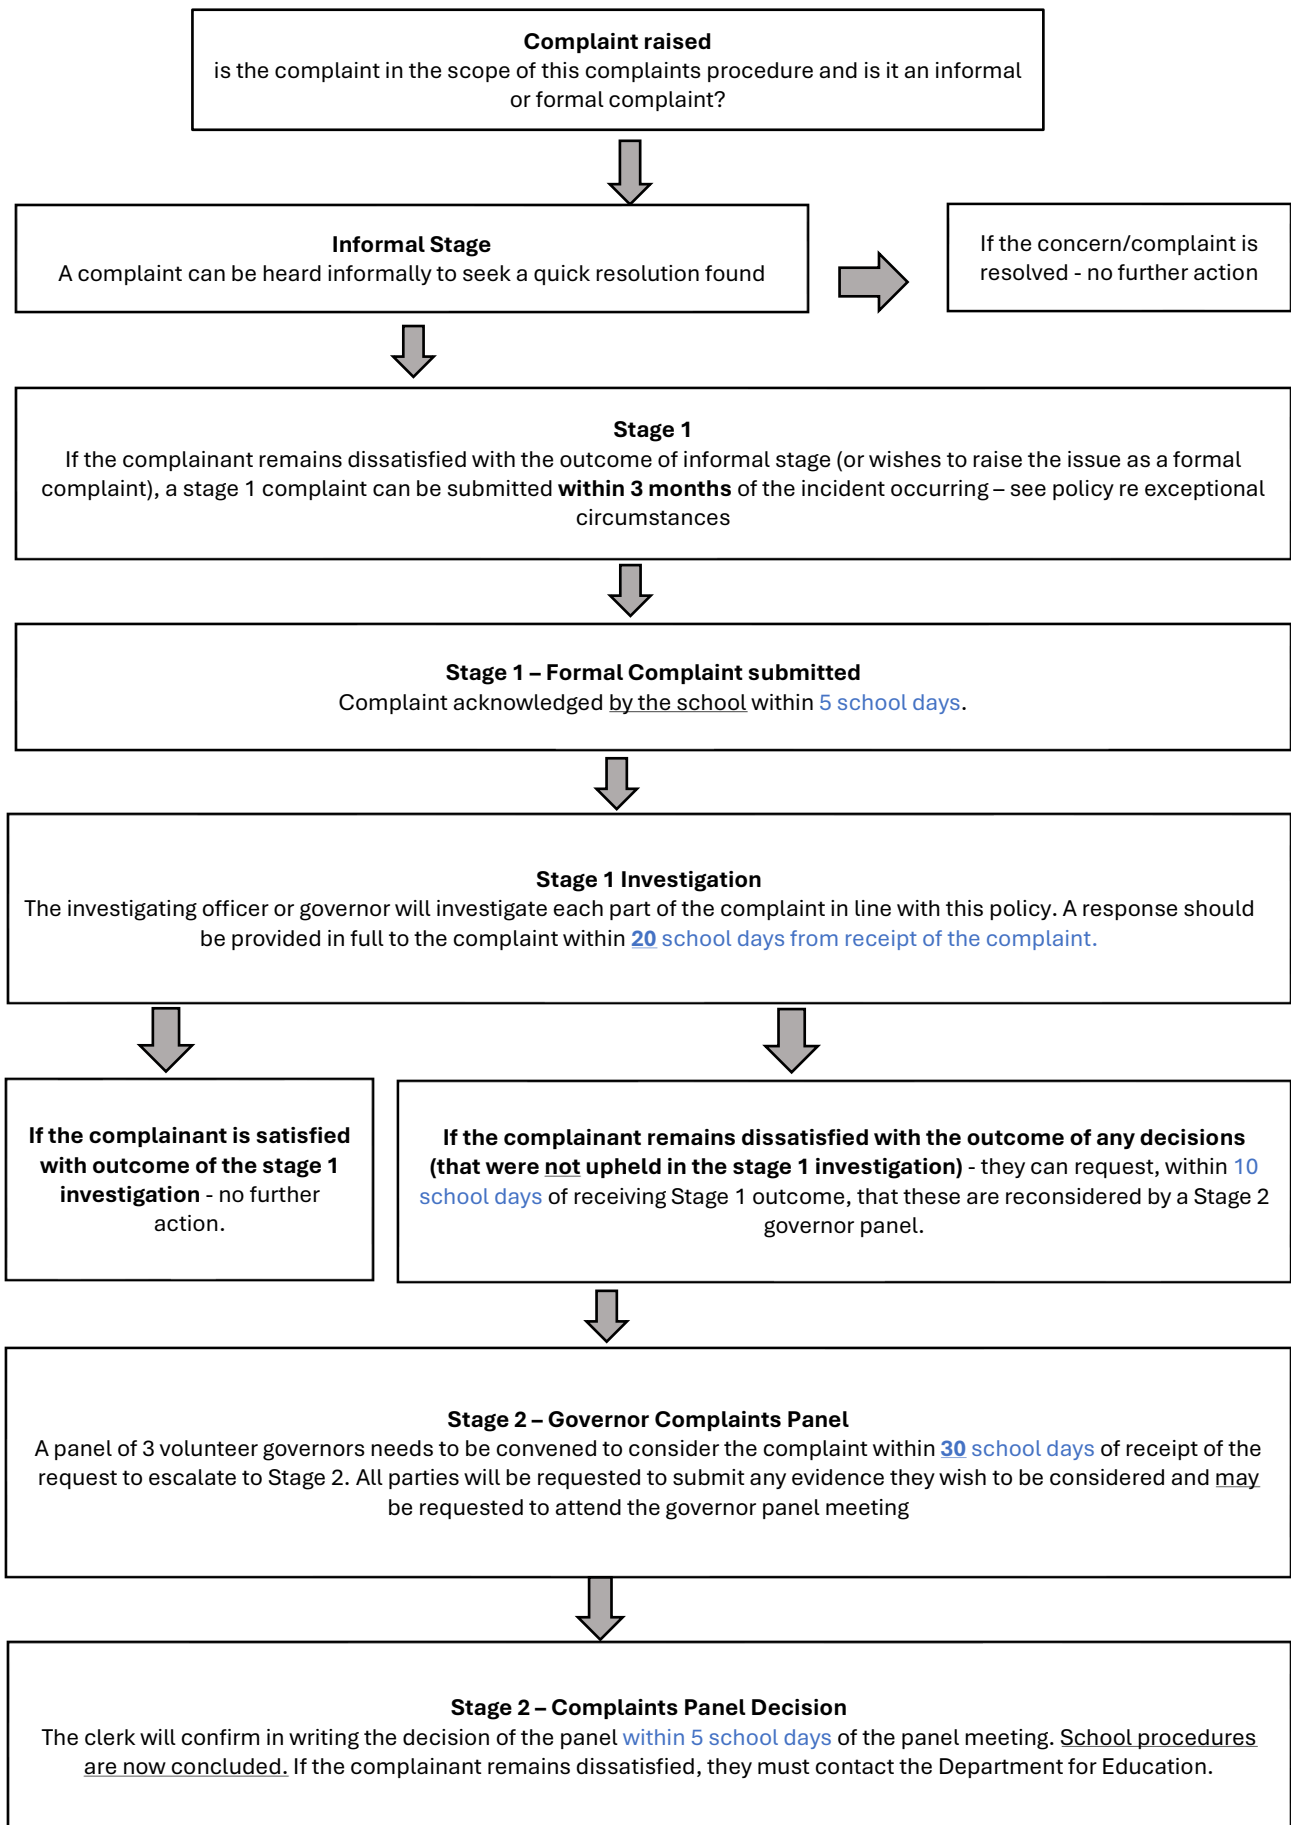 Complaint raised
is the complaint in the scope of this complaints procedure and is it an informal
or formal complaint?
Informal Stage
A complaint can be heard informally to seek a quick resolution found
If the concern/complaint is
resolved - no further action
Stage 1
If the complainant remains dissatisfied with the outcome of informal stage (or wishes to raise the issue as a formal
complaint), a stage 1 complaint can be submitted within 3 months of the incident occurring – see policy re exceptional
circumstances
Stage 1 – Formal Complaint submitted
Complaint acknowledged by the school within 5 school days.
Stage 1 Investigation
The investigating officer or governor will investigate each part of the complaint in line with this policy. A response should
be provided in full to the complaint within 20 school days from receipt of the complaint.
If the complainant is satisfied
with outcome of the stage 1
investigation - no further
action.
If the complainant remains dissatisfied with the outcome of any decisions
(that were not upheld in the stage 1 investigation) - they can request, within 10
school days of receiving Stage 1 outcome, that these are reconsidered by a Stage 2
governor panel.
Stage 2 – Governor Complaints Panel
A panel of 3 volunteer governors needs to be convened to consider the complaint within 30 school days of receipt of the
request to escalate to Stage 2. All parties will be requested to submit any evidence they wish to be considered and may
be requested to attend the governor panel meeting
Stage 2 – Complaints Panel Decision
The clerk will confirm in writing the decision of the panel within 5 school days of the panel meeting. School procedures
are now concluded. If the complainant remains dissatisfied, they must contact the Department for Education.